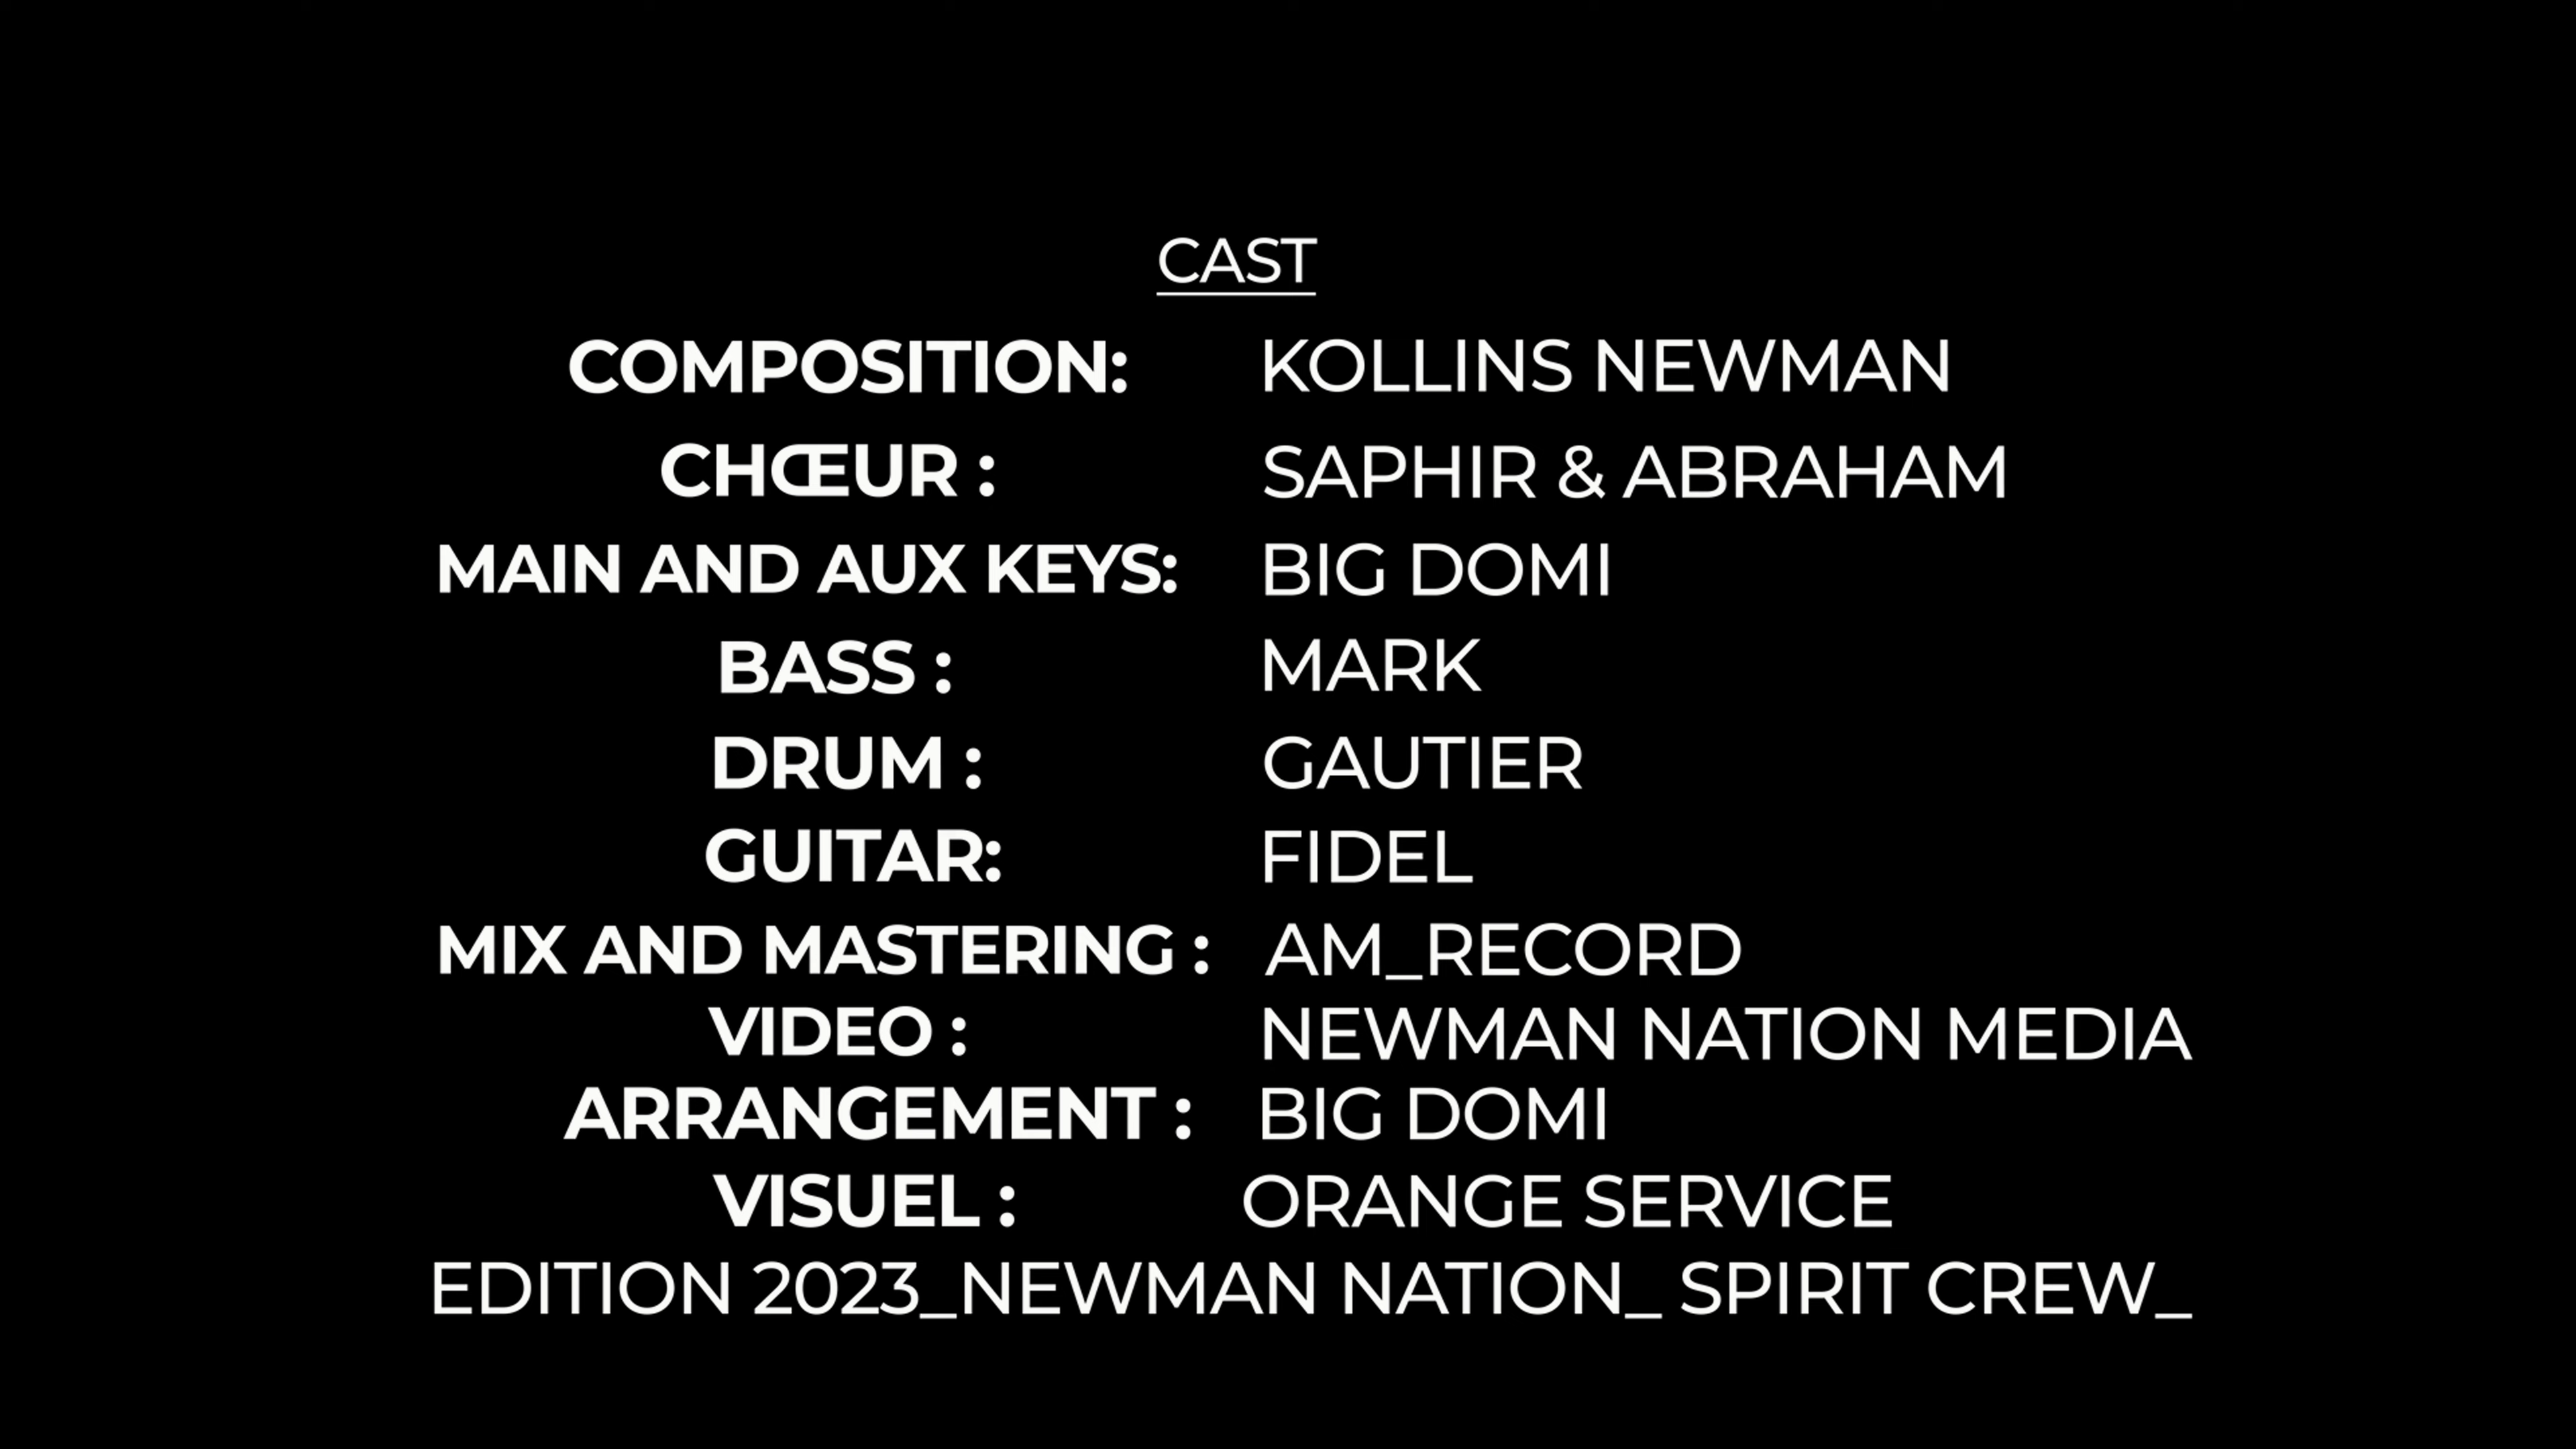 CAST
COMPOSITION: KOLLINS NEWMAN
CHŒUR : SAPHIR & ABRAHAM
MAIN AND AUX KEYS: BIG DOMI
BASS : MARK
DRUM : GAUTIER
GUITAR: FIDEL
MIX AND MASTERING : AM_RECORD
VIDEO : NEWMAN NATION MEDIA
ARRANGEMENT : BIG DOMI
VISUEL : ORANGE SERVICE
EDITION 2023_NEWMAN NATION_ SPIRIT CREW_